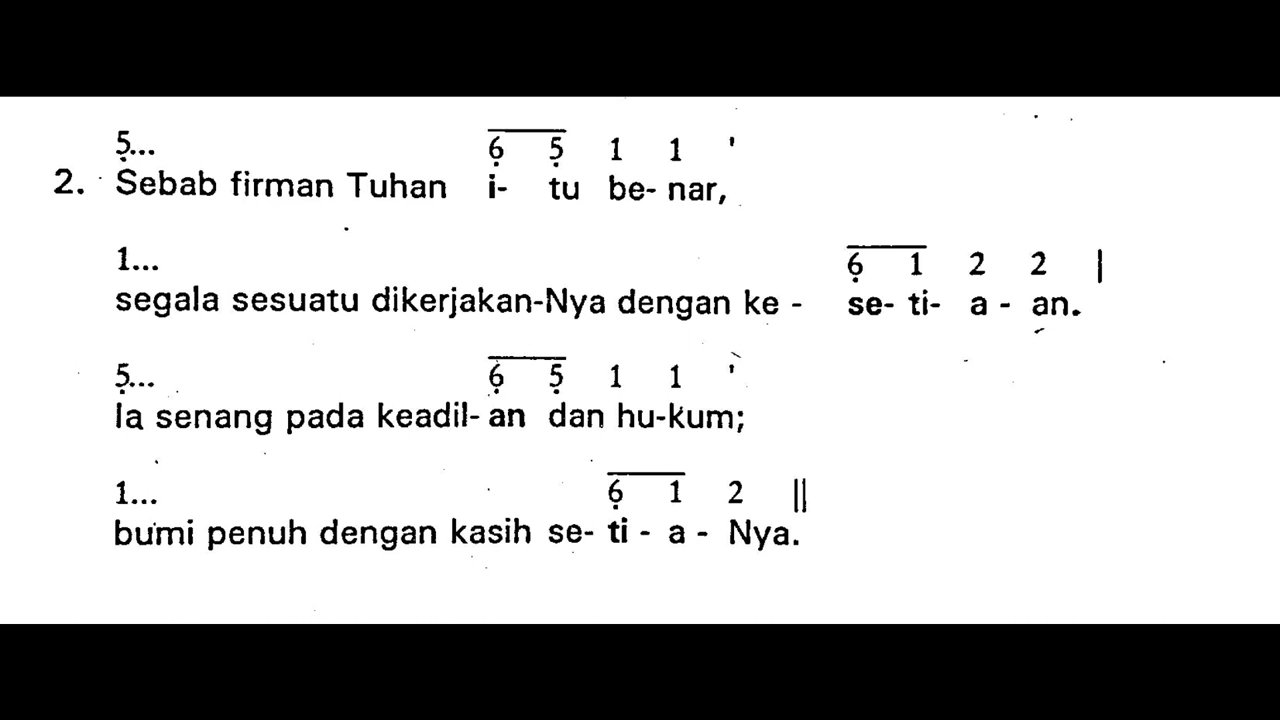 5̣... 6̣ 5̣ 1 1 '
2. Sebab firman Tuhan i- tu be- nar,
1... 6̣ 1 2 2 |
segala sesuatu dikerjakan-Nya dengan ke - se- ti- a - an.
5̣... 6̣ 5̣ 1 1 '
Ia senang pada keadil- an dan hu-kum;
1... 6̣ 1 2 ||
bumi penuh dengan kasih se- ti - a - Nya.